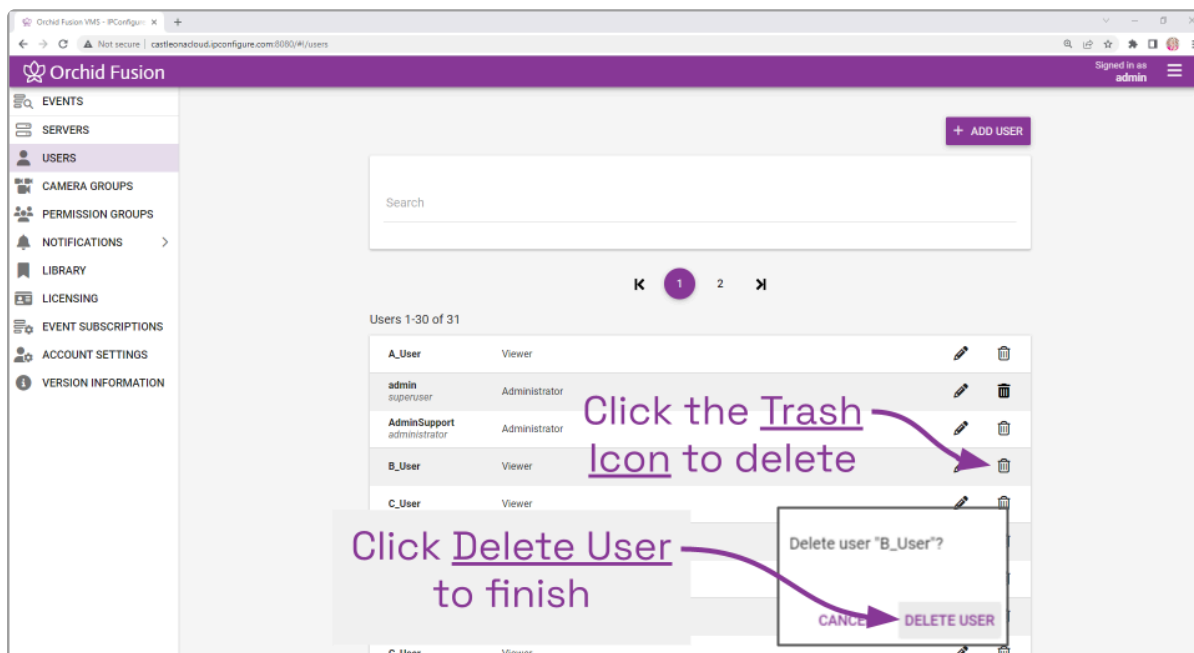 Orchid Fusion VMS - IPConfigure
Not secure | castleonacloud.ipconfigure.com:8080/#!/users
Orchid Fusion
Signed in as
admin
EVENTS
SERVERS
USERS
CAMERA GROUPS
PERMISSION GROUPS
NOTIFICATIONS
LIBRARY
LICENSING
EVENT SUBSCRIPTIONS
ACCOUNT SETTINGS
VERSION INFORMATION
+ ADD USER
Search
1 2
Users 1-30 of 31
A_User Viewer
admin Administrator
superuser
AdminSupport Administrator
administrator
B_User Viewer
C_User Viewer
Click the Trash
Icon to delete
Click Delete User
to finish
Delete user "B_User"?
DELETE USER
Viewer